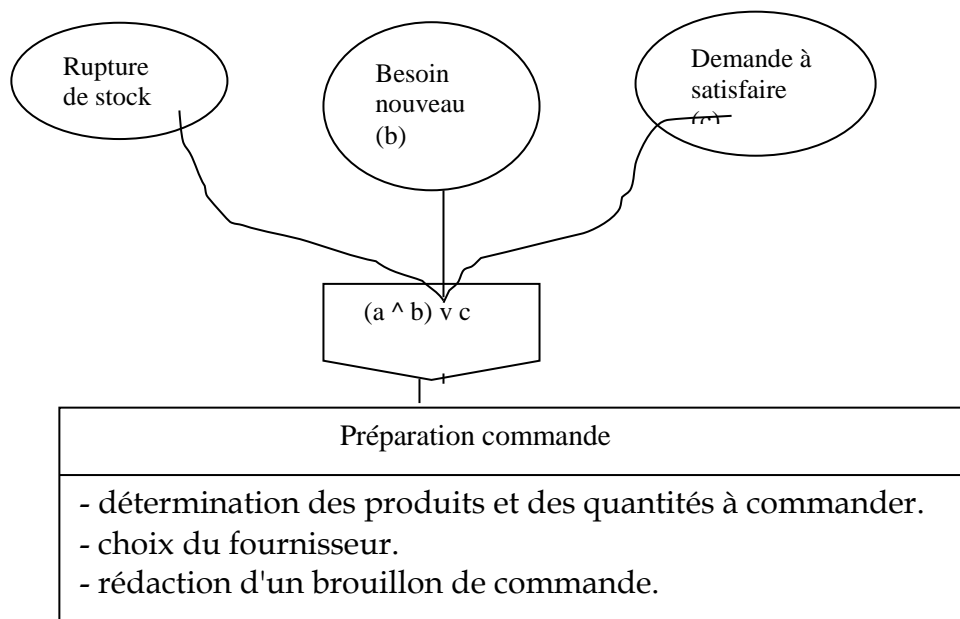 Rupture
de stock
Besoin
nouveau
(b)
Demande à
satisfaire
(a ^ b) v c
Préparation commande
- détermination des produits et des quantités à commander.
- choix du fournisseur.
- rédaction d'un brouillon de commande.